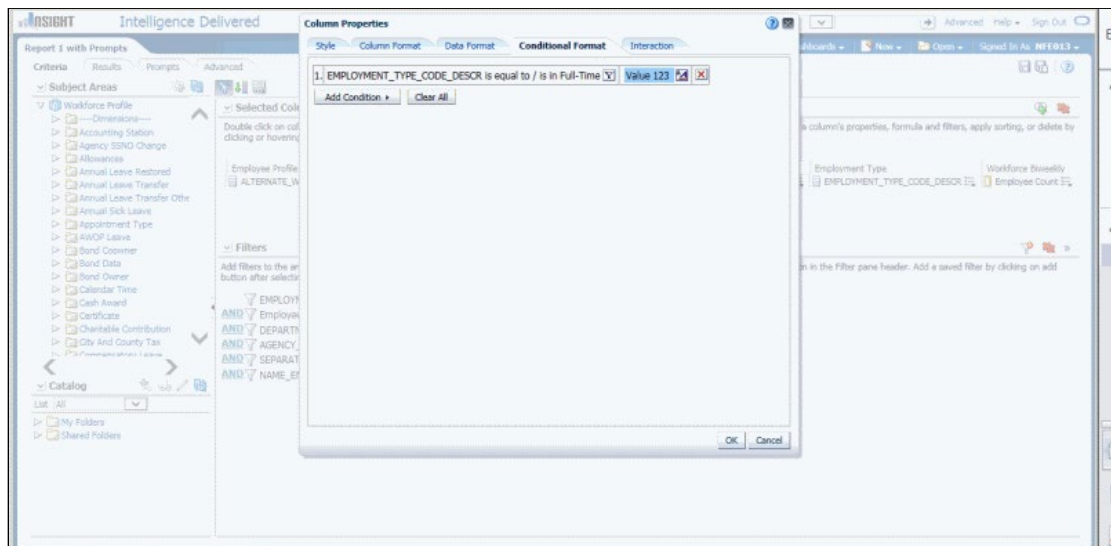 INSIGHT Intelligence Delivered
Advanced Help Sign Out
Report 1 with Prompts
New Open Signed In As NFE013
Criteria Results Prompts Advanced
Subject Areas
Workforce Profile
----Dimensions----
Accounting Station
Agency SSNO Change
Allowances
Annual Leave Restored
Annual Leave Transfer
Annual Leave Transfer Othe
Annual Sick Leave
Appointment Type
AWOP Leave
Bond Coowner
Bond Data
Bond Owner
Calendar Time
Cash Award
Certificate
Charitable Contribution
City And County Tax
Catalog
List All
My Folders
Shared Folders
Selected Col
Double click on col
clicking or hovering
a column's properties, formula and filters, apply sorting, or delete by
Employee Profile
ALTERNATE_W
Employment Type
EMPLOYMENT_TYPE_CODE_DESCR
Workforce Biweekly
Employee Count
Filters
Add filters to the
button after
in the Filter pane header. Add a saved filter by clicking on add
EMPLOY
AND Employee
AND DEPARTM
AND AGENCY_
AND SEPARAT
AND NAME_EM
Column Properties
Style Column Format Data Format Conditional Format Interaction
1. EMPLOYMENT_TYPE_CODE_DESCR is equal to / is in Full-Time Value 123
Add Condition Clear All
OK Cancel